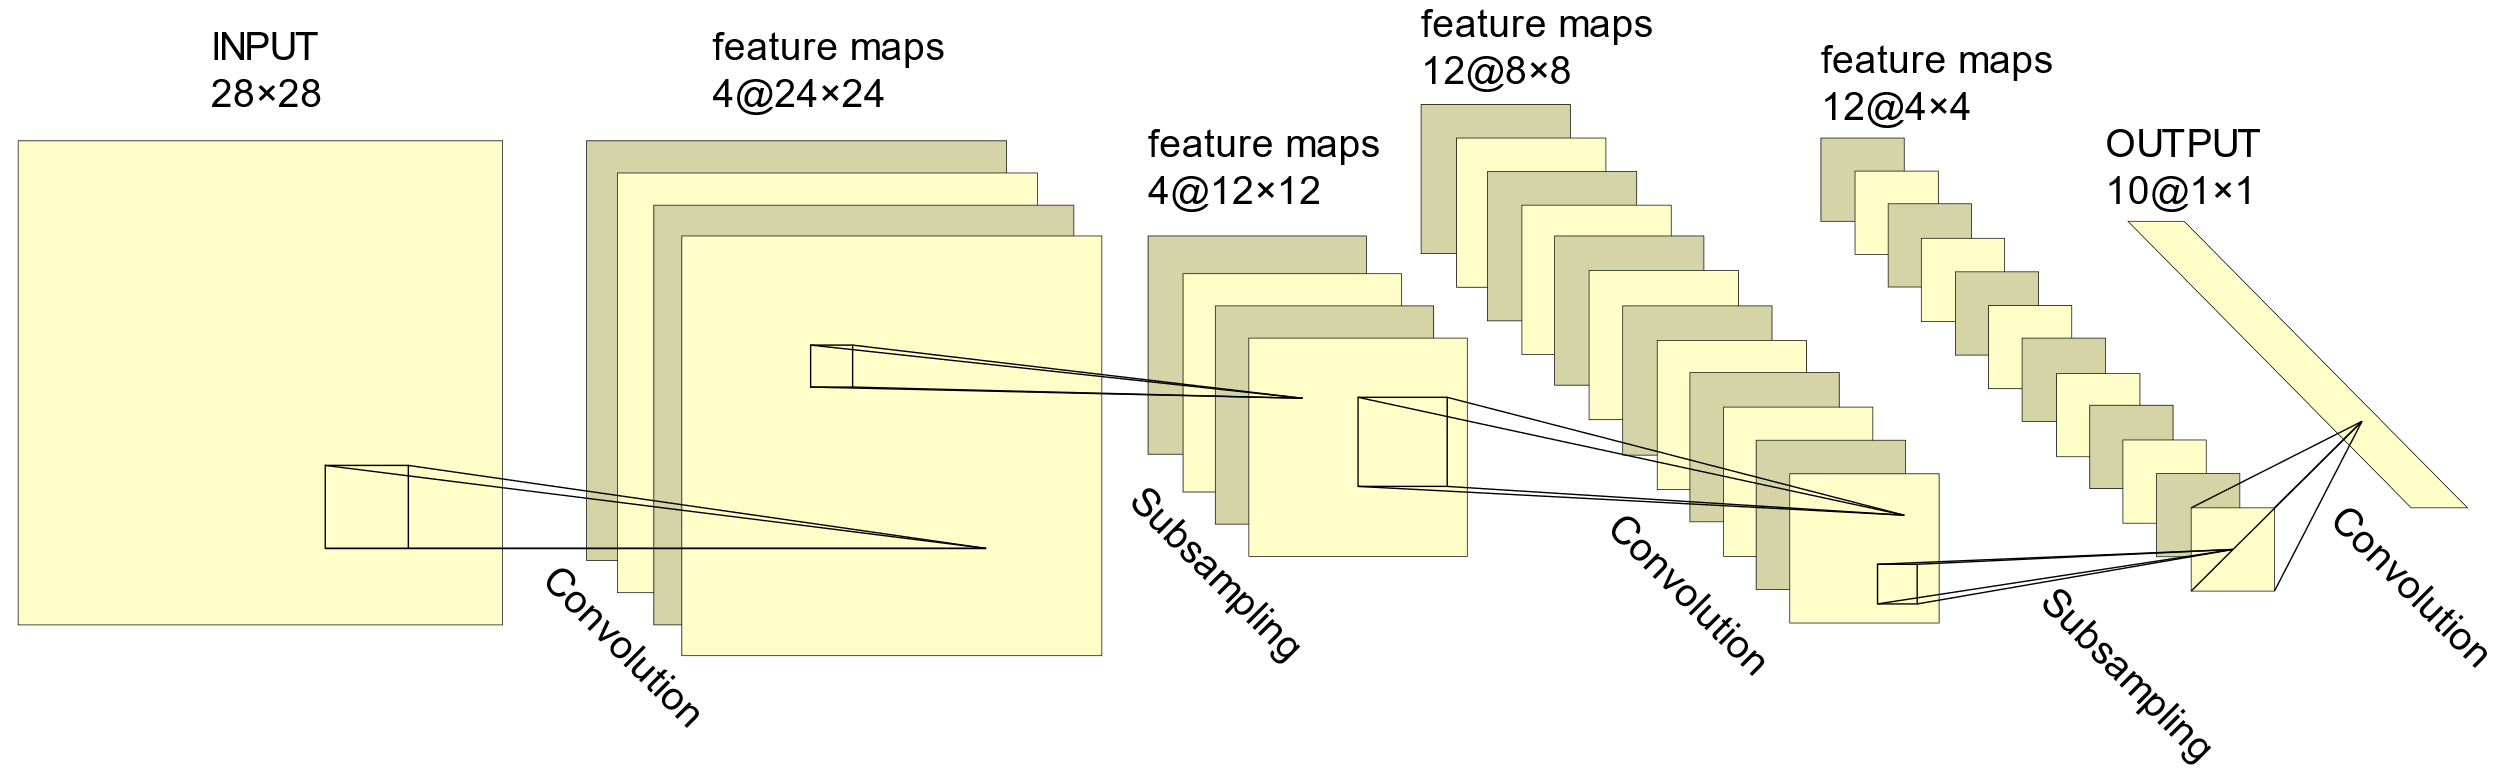 INPUT
28×28
feature maps
4@24×24
feature maps
4@12×12
feature maps
12@8×8
feature maps
12@4×4
OUTPUT
10@1×1
Convolution
Subsampling
Convolution
Subsampling
Convolution